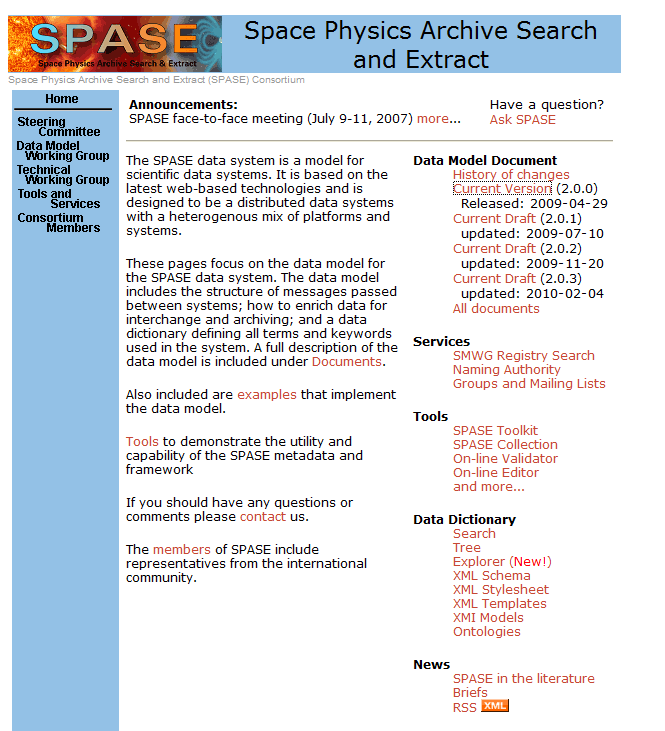 SPASE
Space Physics Archive Search & Extract
Space Physics Archive Search
and Extract
Space Physics Archive Search and Extract (SPASE) Consortium
Home
Steering
Committee
Data Model
Working Group
Technical
Working Group
Tools and
Services
Consortium
Members
Announcements:
SPASE face-to-face meeting (July 9-11, 2007) more...
Have a question?
Ask SPASE
The SPASE data system is a model for
scientific data systems. It is based on the
latest web-based technologies and is
designed to be a distributed data systems
with a heterogenous mix of platforms and
systems.
These pages focus on the data model for
the SPASE data system. The data model
includes the structure of messages passed
between systems; how to enrich data for
interchange and archiving; and a data
dictionary defining all terms and keywords
used in the system. A full description of the
data model is included under Documents.
Also included are examples that implement
the data model.
Tools to demonstrate the utility and
capability of the SPASE metadata and
framework
If you should have any questions or
comments please contact us.
The members of SPASE include
representatives from the international
community.
Data Model Document
History of changes
Current Version (2.0.0)
Released: 2009-04-29
Current Draft (2.0.1)
updated: 2009-07-10
Current Draft (2.0.2)
updated: 2009-11-20
Current Draft (2.0.3)
updated: 2010-02-04
All documents
Services
SMWG Registry Search
Naming Authority
Groups and Mailing Lists
Tools
SPASE Toolkit
SPASE Collection
On-line Validator
On-line Editor
and more...
Data Dictionary
Search
Tree
Explorer (New!)
XML Schema
XML Stylesheet
XML Templates
XMI Models
Ontologies
News
SPASE in the literature
Briefs
RSS XML